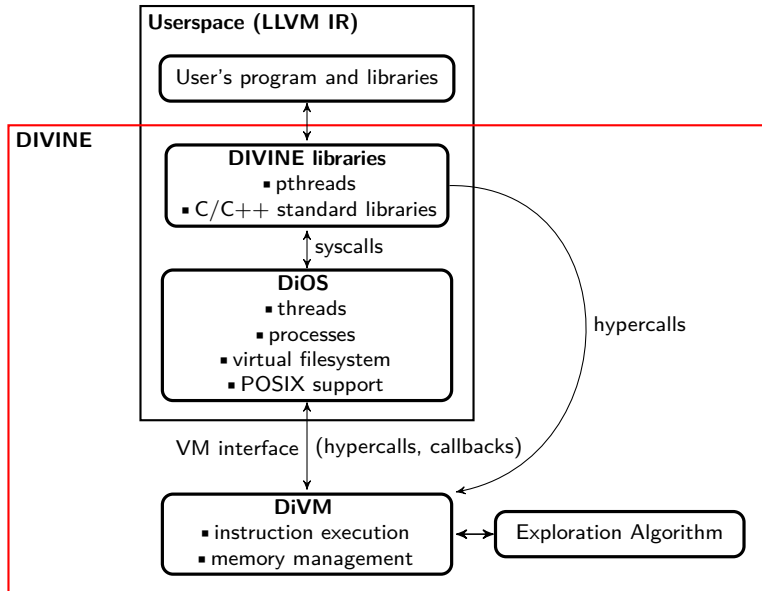 Userspace (LLVM IR)
User's program and libraries
DIVINE
DIVINE libraries
▪ pthreads
▪ C/C++ standard libraries
syscalls
DiOS
▪ threads
▪ processes
▪ virtual filesystem
▪ POSIX support
hypercalls
VM interface (hypercalls, callbacks)
DiVM
▪ instruction execution
▪ memory management
Exploration Algorithm